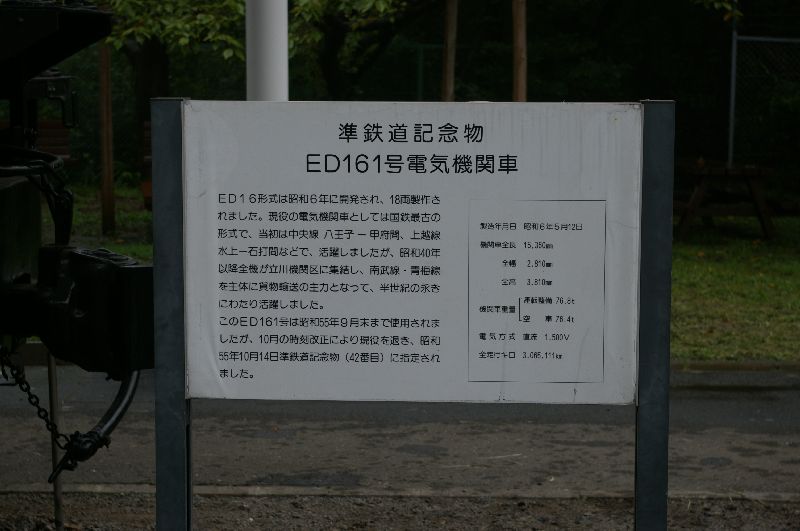 準鉄道記念物
ED161号電気機関車
ED16形式は昭和6年に開発され、18両製作さ
れました。現役の電気機関車としては国鉄最古の
形式で、当初は中央線 八王子ー甲府間、上越線
水上ー石打間などで、活躍しましたが、昭和40年
以降全機が立川機関区に集結し、南武線・青梅線
を主体に貨物輸送の主力となって、半世紀の永き
にわたり活躍しました。
このED161号は昭和55年9月末まで使用されま
したが、10月の時刻改正により現役を退き、昭和
55年10月14日準鉄道記念物（42番目）に指定され
ました。
製造年月日 昭和6年5月12日
機関車全長 15,350mm
全幅 2,810mm
全高 3,810mm
機関車重量 運転整備 76.8t
空車 76.4t
電気方式 直流 1,500V
全走行キロ 3,065,111km